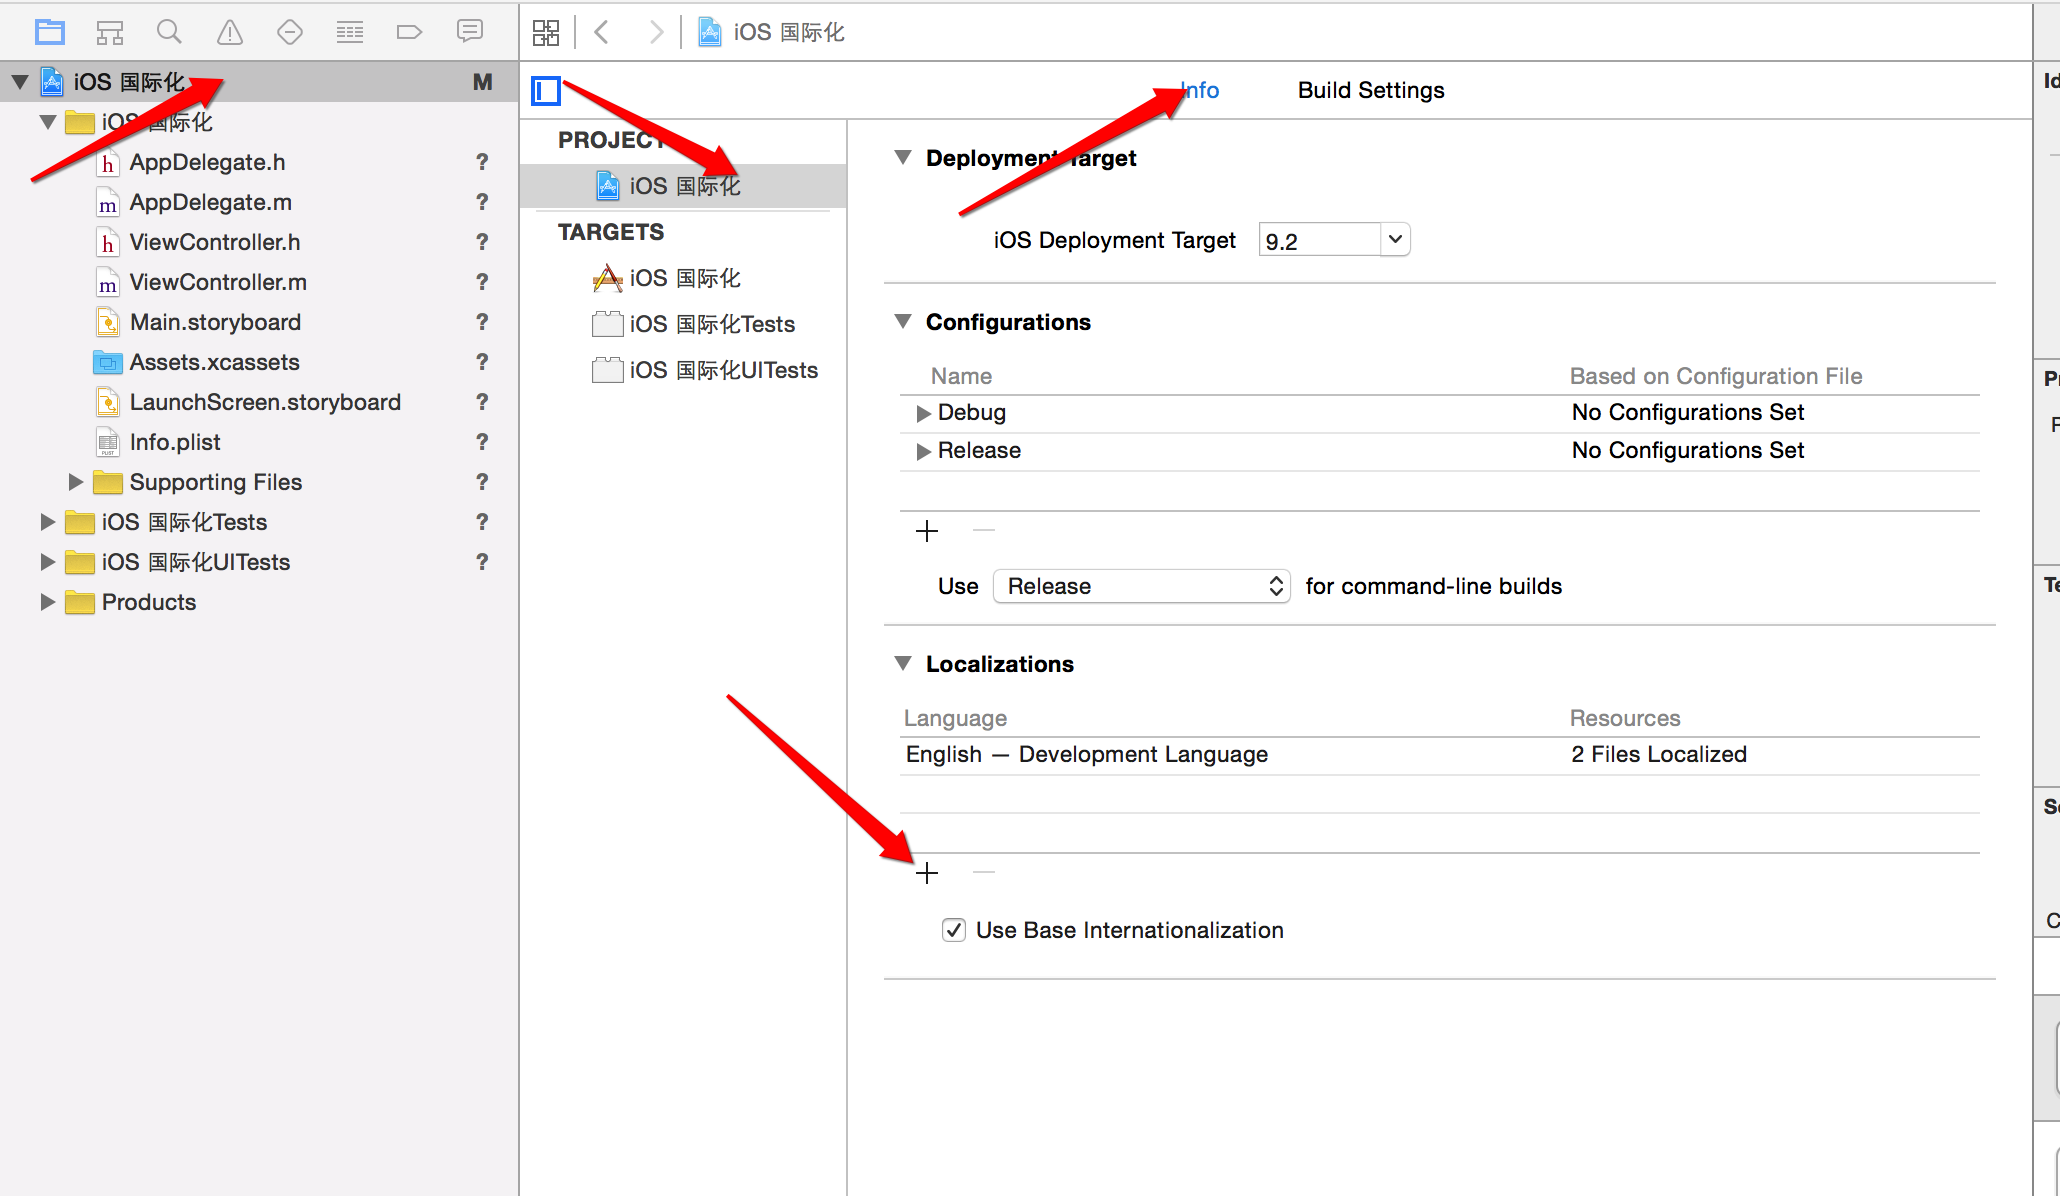 iOS 国际化
iOS 国际化 M
iOS 国际化
AppDelegate.h ?
AppDelegate.m ?
ViewController.h ?
ViewController.m ?
Main.storyboard ?
Assets.xcassets ?
LaunchScreen.storyboard ?
Info.plist ?
Supporting Files ?
iOS 国际化Tests ?
iOS 国际化UITests ?
Products
Info Build Settings
PROJECT
iOS 国际化
TARGETS
iOS 国际化
iOS 国际化Tests
iOS 国际化UITests
Deployment Target
iOS Deployment Target 9.2
Configurations
Name Based on Configuration File
Debug No Configurations Set
Release No Configurations Set
Use Release for command-line builds
Localizations
Language Resources
English — Development Language 2 Files Localized
Use Base Internationalization